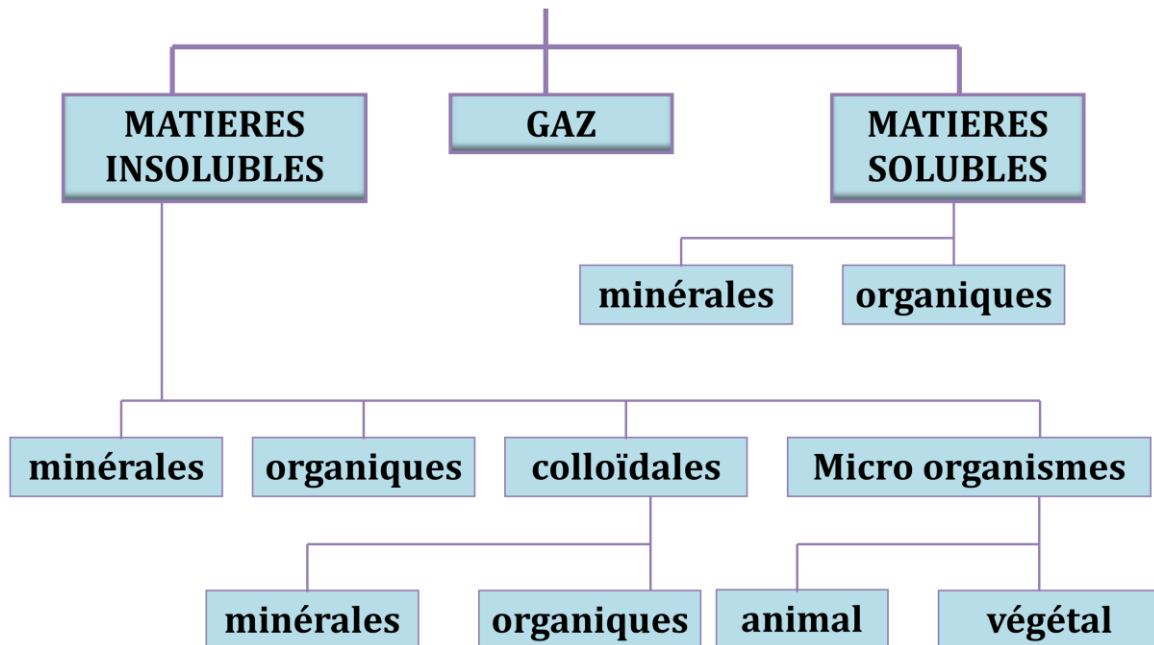 MATIERES
INSOLUBLES
GAZ
MATIERES
SOLUBLES
minérales
organiques
minérales
organiques
colloïdales
Micro organismes
minérales
organiques
animal
végétal